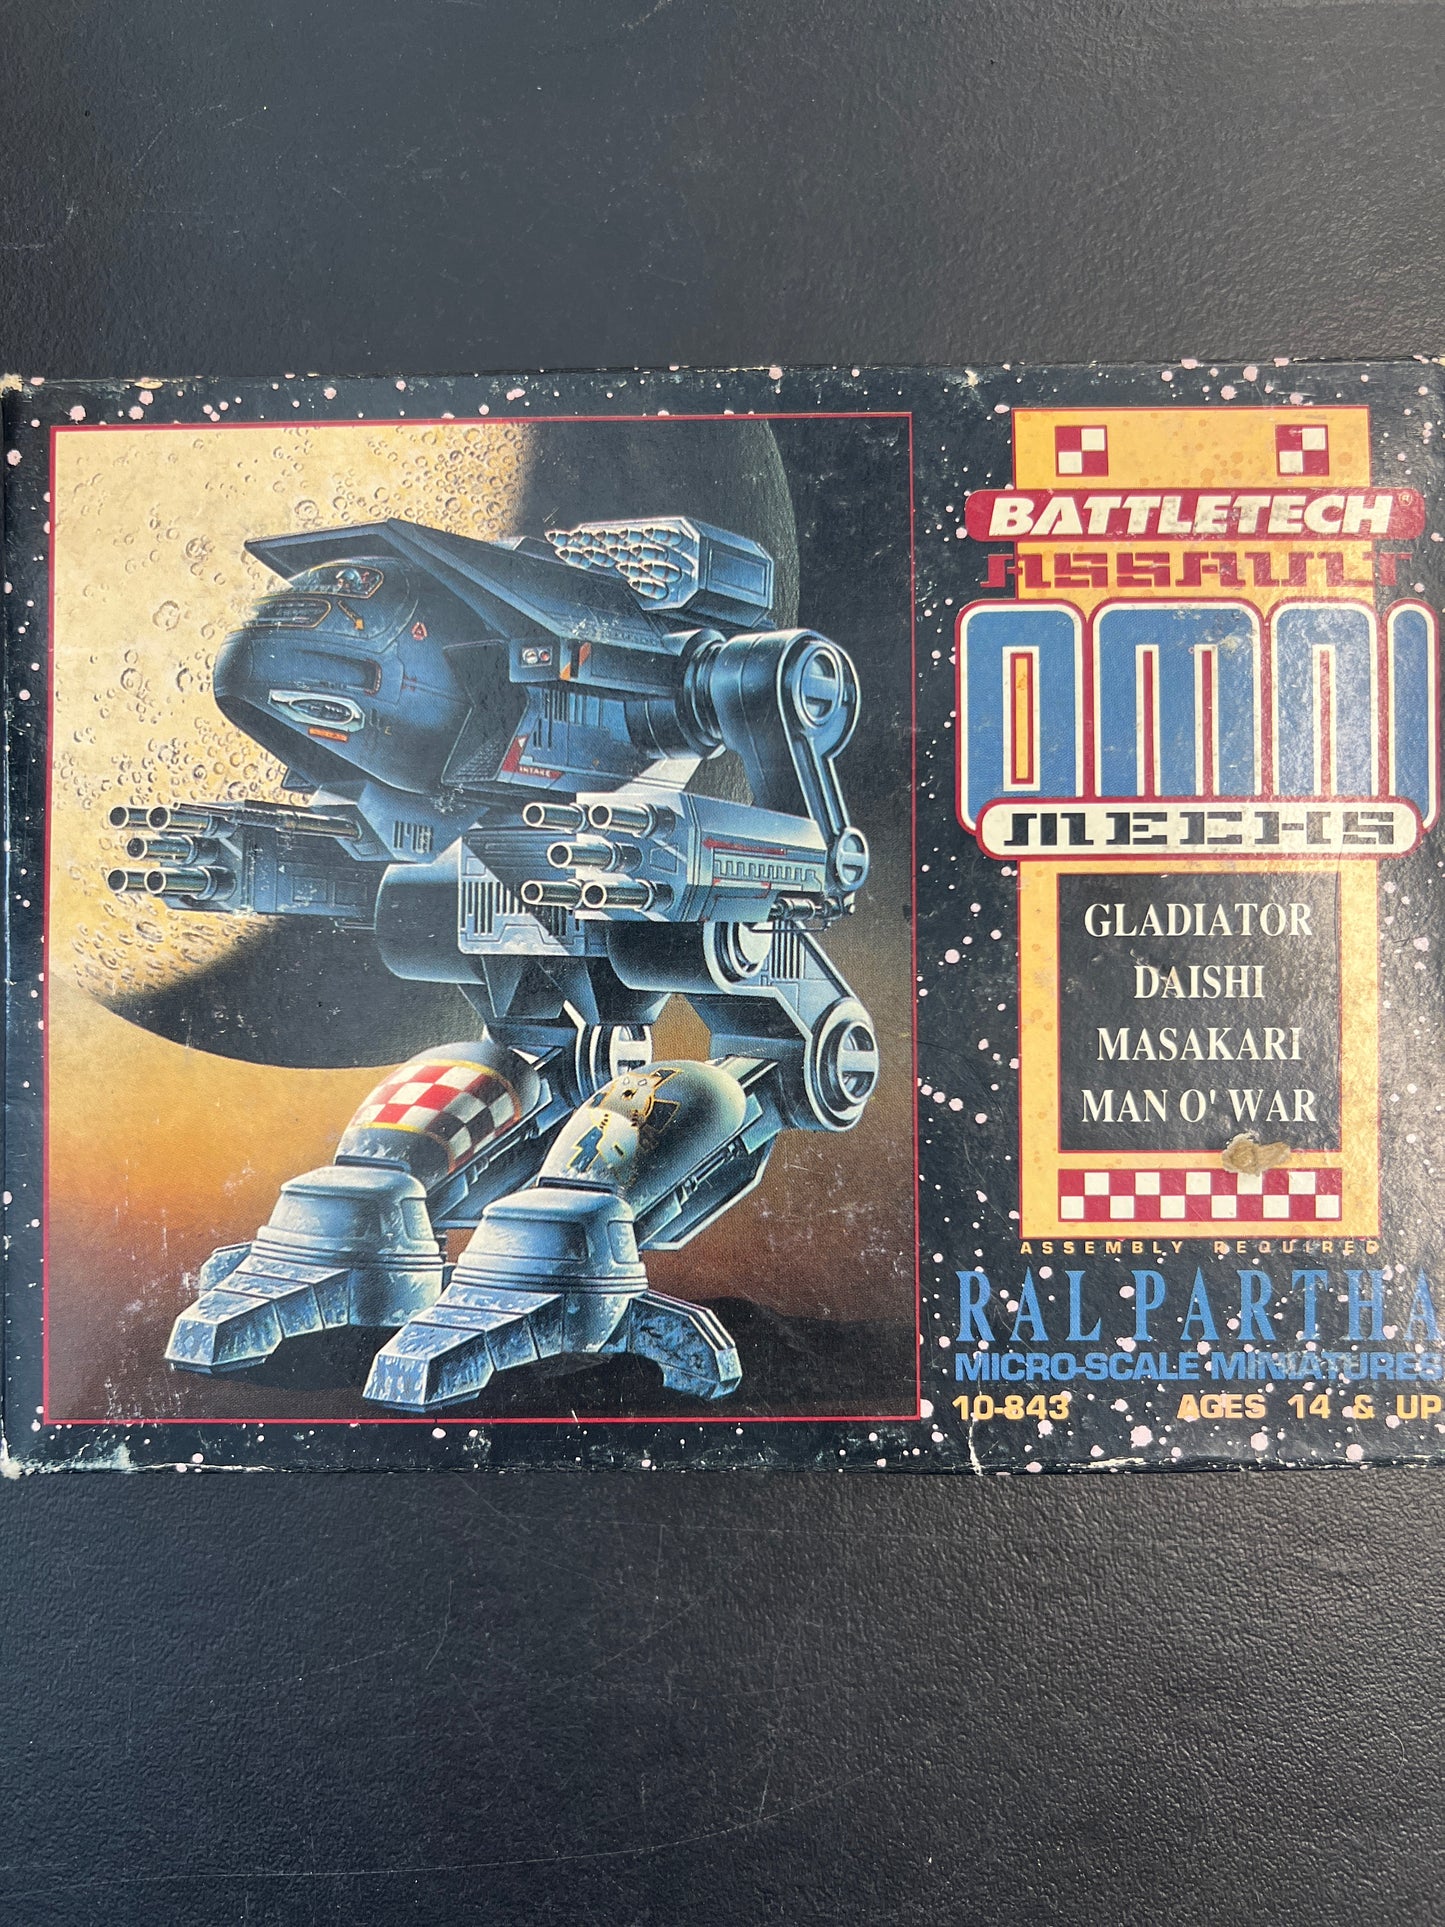 INTAKE
BATTLETECH®
ASSAULT
OMNI
MECHS
GLADIATOR
DAISHI
MASAKARI
MAN O' WAR
ASSEMBLY REQUIRED
RAL PARTHA
MICRO-SCALE MINIATURES
10-843 AGES 14 & UP